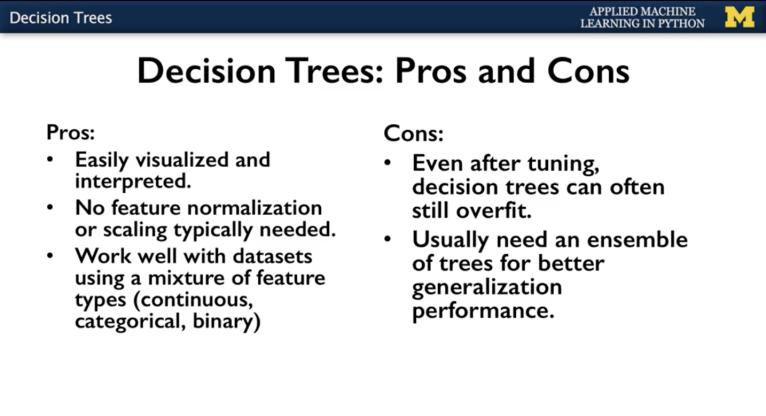 Decision Trees
APPLIED MACHINE
LEARNING IN PYTHON
M
Decision Trees: Pros and Cons
Pros:
• Easily visualized and
interpreted.
• No feature normalization
or scaling typically needed.
• Work well with datasets
using a mixture of feature
types (continuous,
categorical, binary)
Cons:
• Even after tuning,
decision trees can often
still overfit.
• Usually need an ensemble
of trees for better
generalization
performance.